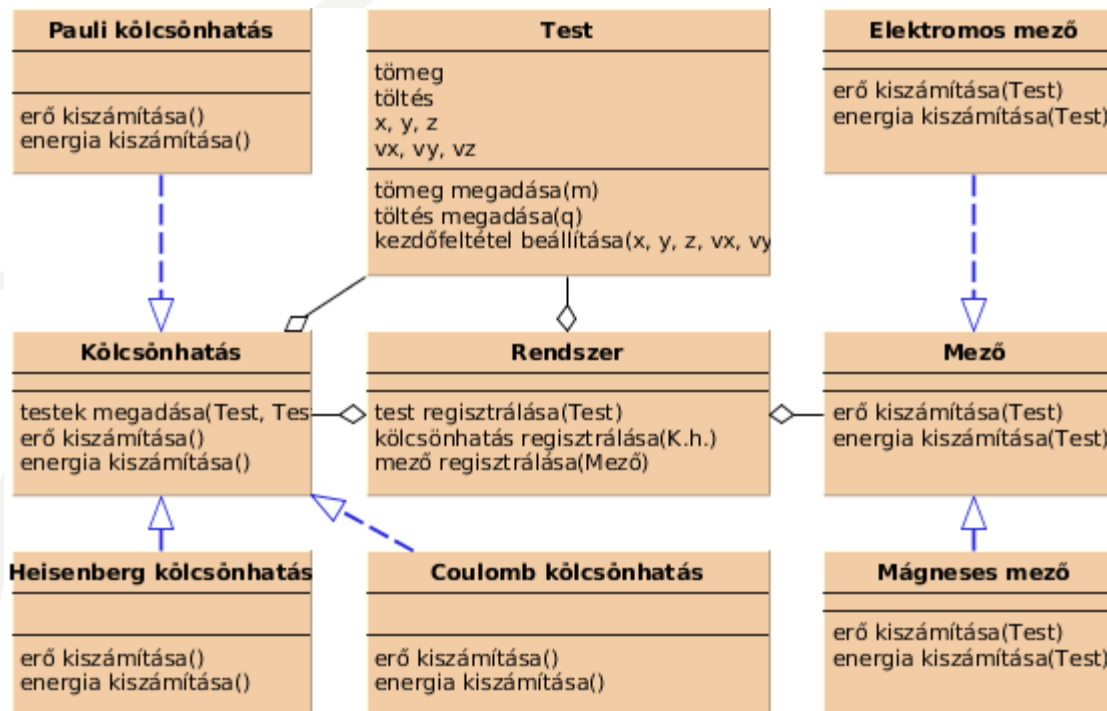 Pauli kölcsönhatás
erő kiszámítása()
energia kiszámítása()
Test
tömeg
töltés
x, y, z
vx, vy, vz
tömeg megadása(m)
töltés megadása(q)
kezdőfeltétel beállítása(x, y, z, vx, vy
Elektromos mező
erő kiszámítása(Test)
energia kiszámítása(Test)
Kölcsönhatás
testek megadása(Test, Tes
erő kiszámítása()
energia kiszámítása()
Rendszer
test regisztrálása(Test)
kölcsönhatás regisztrálása(K.h.)
mező regisztrálása(Mező)
Mező
erő kiszámítása(Test)
energia kiszámítása(Test)
Heisenberg kölcsönhatás
erő kiszámítása()
energia kiszámítása()
Coulomb kölcsönhatás
erő kiszámítása()
energia kiszámítása()
Mágneses mező
erő kiszámítása(Test)
energia kiszámítása(Test)